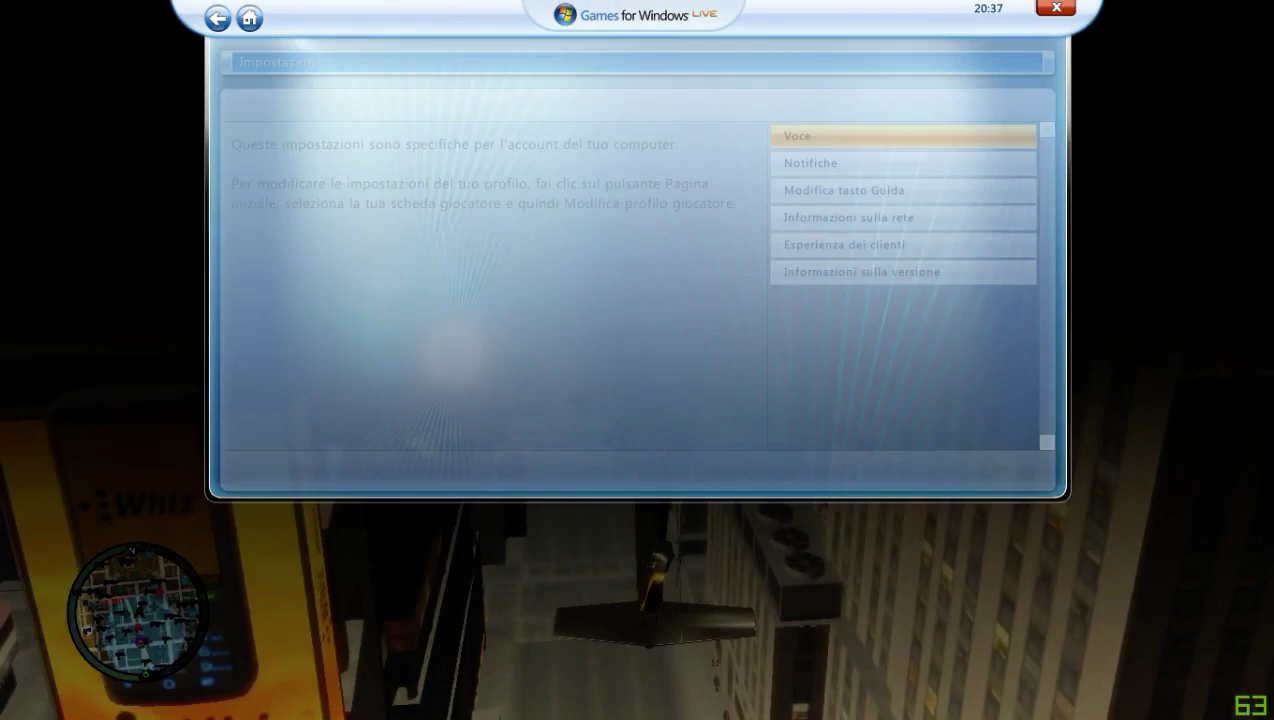 Games for Windows LIVE
20:37
Impostazioni
Queste impostazioni sono specifiche per l'account del tuo computer.
Per modificare le impostazioni del tuo profilo, fai clic sul pulsante Pagina
iniziale, seleziona la tua scheda giocatore e quindi Modifica profilo giocatore.
Voce
Notifiche
Modifica tasto Guida
Informazioni sulla rete
Esperienza dei clienti
Informazioni sulla versione
Whiz
N
63